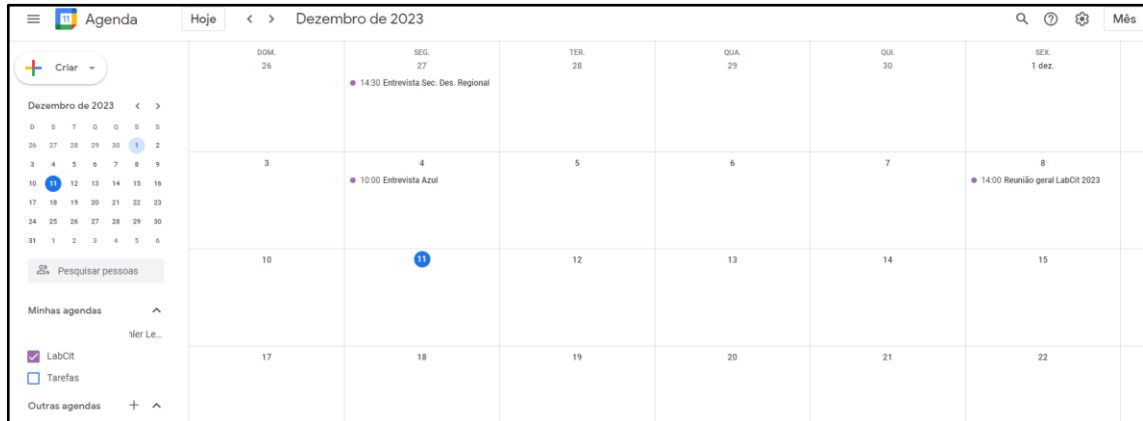 Agenda Hoje < > Dezembro de 2023 Mês
Criar
Dezembro de 2023 < >
D S T Q Q S S
26 27 28 29 30 1 2
3 4 5 6 7 8 9
10 11 12 13 14 15 16
17 18 19 20 21 22 23
24 25 26 27 28 29 30
31 1 2 3 4 5 6
Pesquisar pessoas
Minhas agendas
Le...
LabCit
Tarefas
Outras agendas
DOM. SEG. TER. QUA. QUI. SEX.
26 27 28 29 30 1 dez.
14:30 Entrevista Sec. Des. Regional
3 4 5 6 7 8
10:00 Entrevista Azul
14:00 Reunião geral LabCit 2023
10 11 12 13 14 15
17 18 19 20 21 22